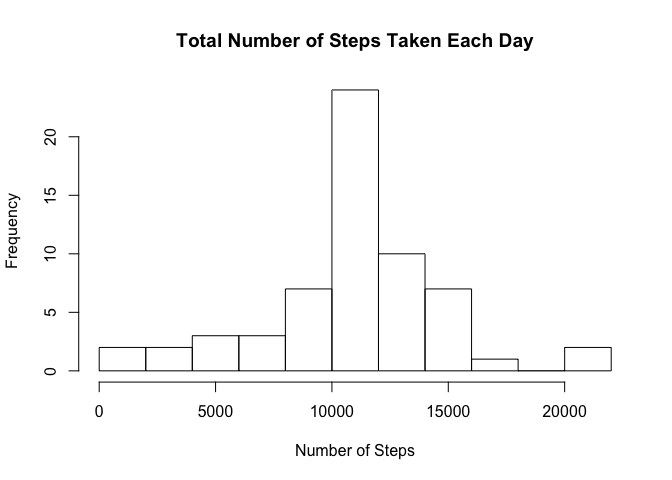 Total Number of Steps Taken Each Day
Frequency
20
15
10
5
0
0 5000 10000 15000 20000
Number of Steps